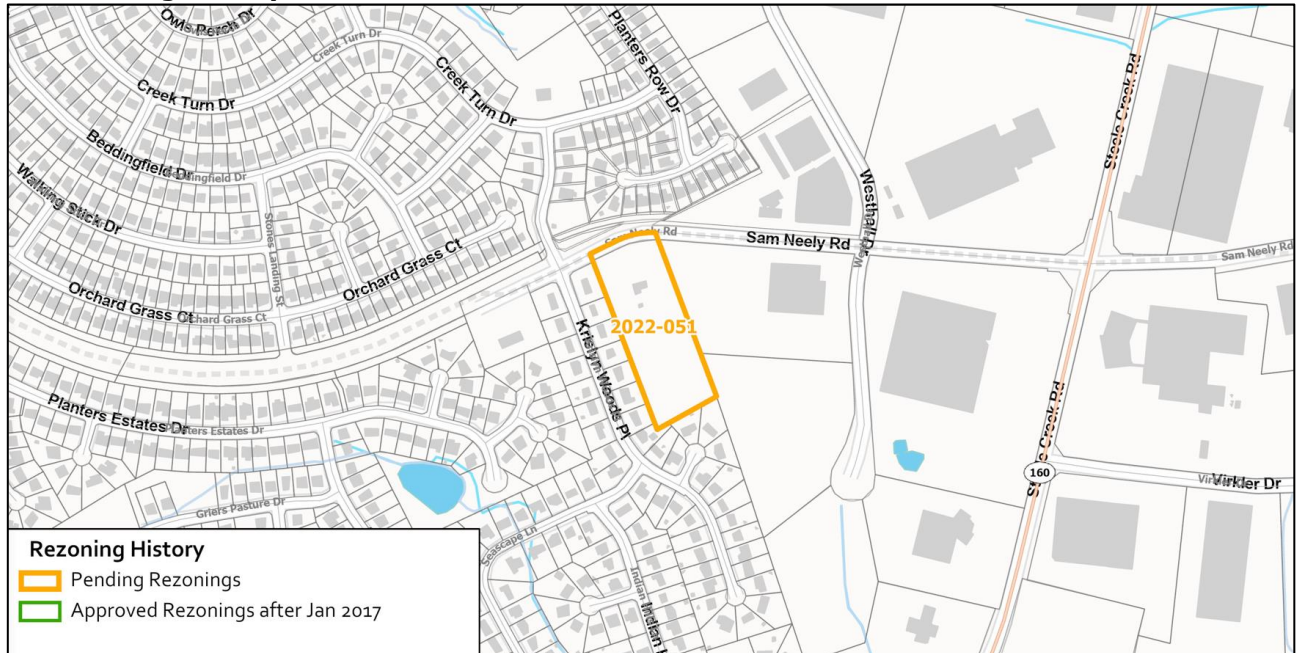 Owls Perch Dr
Creek Turn Dr
Creek Turn Dr
Planters Row Dr
Creek Turn Dr
Steele Creek Rd
Beddingfield Dr
Beddingfield Dr
Walking Stick Dr
Stones Landing St
Orchard Grass Ct
Westhall Dr
Sam Neely Rd
Sam Neely Rd
Sam Neely Rd
Orchard Grass Ct
Orchard Grass Ct
2022-051
Kristyn Woods Pl
Planters Estates Dr
Planters Estates Dr
Steele Creek Rd
160
Virkler Dr
Griers Pasture Dr
Seascape Ln
Indian
Indian
Rezoning History
Pending Rezonings
Approved Rezonings after Jan 2017